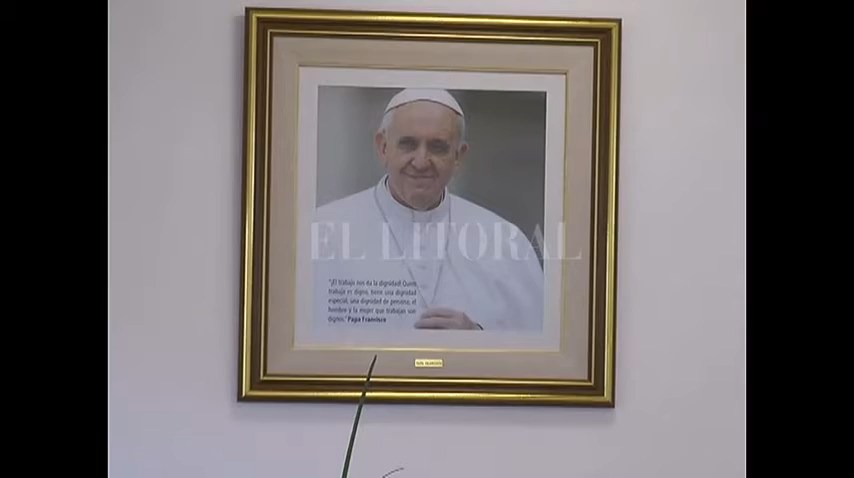 EL LITORAL
"¡El trabajo nos da la dignidad! Quien
trabaja es digno, tiene una dignidad
especial, una dignidad de persona, el
hombre y la mujer que trabajan son
dignos." Papa Francisco